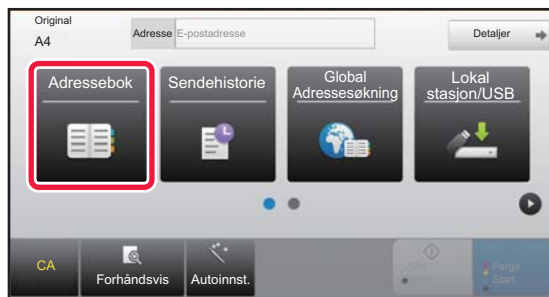 Original
A4
Adresse E-postadresse
Detaljer
Adressebok
Sendehistorie
Global
Adressesøkning
Lokal
stasjon/USB
CA
Forhåndsvis
Autoinnst.
S/H
Start
Farge
Start